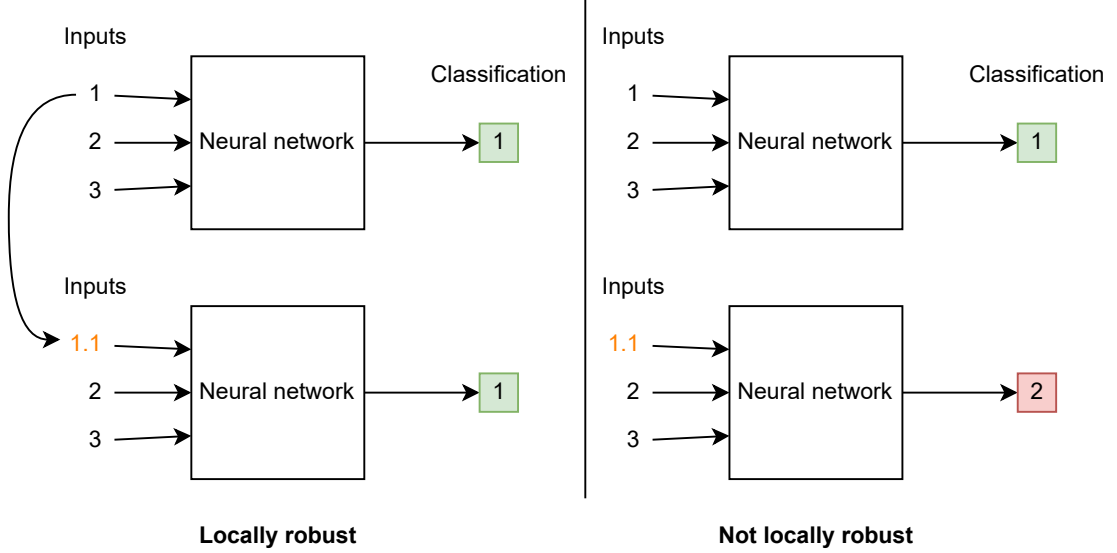 Inputs
Classification
1
2
3
Neural network
1
Inputs
1.1
2
3
Neural network
1
Locally robust
Inputs
Classification
1
2
3
Neural network
1
Inputs
1.1
2
3
Neural network
2
Not locally robust